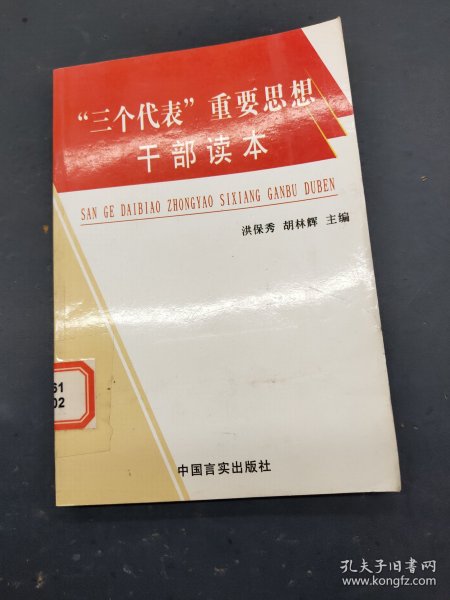 “三个代表”重要思想
干部读本
SAN GE DAIBIAO ZHONGYAO SIXIANG GANBU DUBEN
洪保秀 胡林辉 主编
61
02
中国言实出版社
孔夫子旧书网
www.kongfz.com